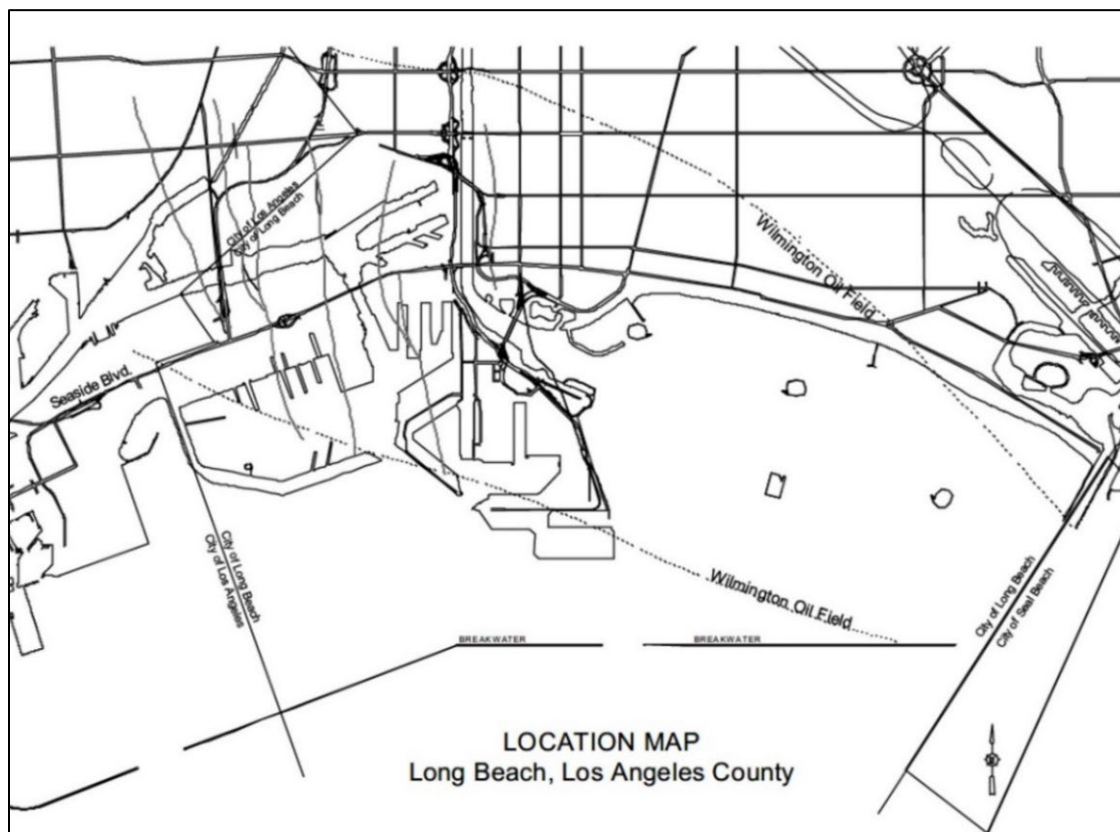 City of Los Angeles
City of Long Beach
Wilmington Oil Field
Seaside Blvd.
City of Long Beach
City of Los Angeles
Wilmington Oil Field
City of Long Beach
City of Seal Beach
BREAKWATER
BREAKWATER
LOCATION MAP
Long Beach, Los Angeles County